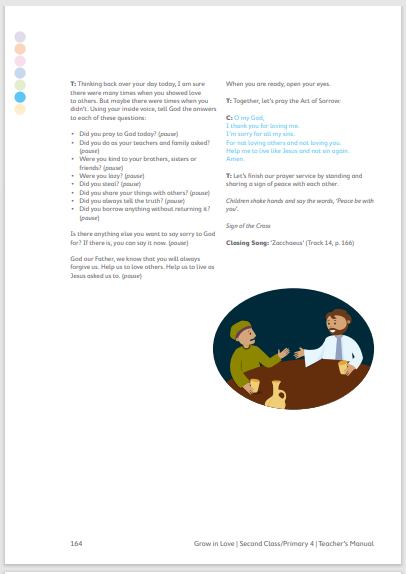 T: Thinking back over your day today, I am sure
there were many times when you showed love
to others. But maybe there were times when you
didn't. Using your inside voice, tell God the answers
to each of these questions:
• Did you pray to God today? (pause)
• Did you do as your teachers and family asked?
(pause)
• Were you kind to your brothers, sisters or
friends? (pause)
• Were you lazy? (pause)
• Did you steal? (pause)
• Did you share your things with others? (pause)
• Did you always tell the truth? (pause)
• Did you borrow anything without returning it?
(pause)
Is there anything else you want to say sorry to God
for? If there is, you can say it now. (pause)
God our Father, we know that you will always
forgive us. Help us to love others. Help us to live as
Jesus asked us to. (pause)
When you are ready, open your eyes.
T: Together, let's pray the Act of Sorrow:
C: O my God,
I thank you for loving me.
I'm sorry for all my sins.
For not loving others and not loving you.
Help me to live like Jesus and not sin again.
Amen.
T: Let's finish our prayer service by standing and
sharing a sign of peace with each other.
Children shake hands and say the words, 'Peace be with
you'.
Sign of the Cross
Closing Song: 'Zacchaeus' (Track 14, p. 166)
164
Grow in Love | Second Class/Primary 4 | Teacher's Manual